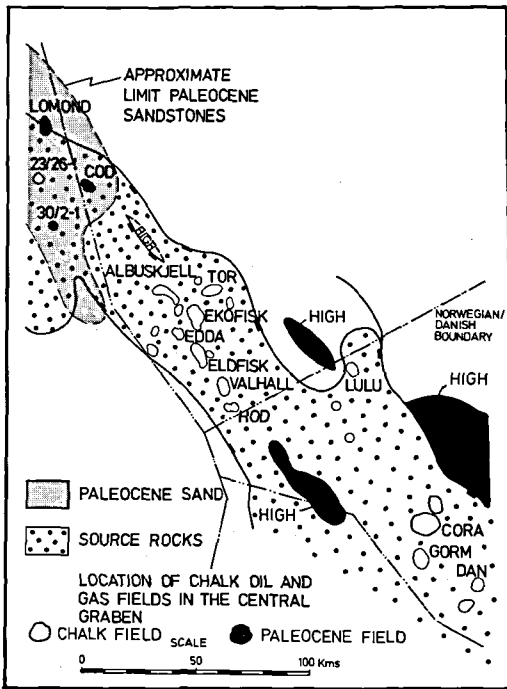 APPROXIMATE
LIMIT PALEOCENE
SANDSTONES
LOMOND
23/26
COD
30/2-1
HIGH
ALBUSKJELL
TOR
EKOFISK
HIGH
NORWEGIAN/
DANISH
BOUNDARY
EDDA
ELDFISK
VALHALL
LULU
HIGH
HOD
PALEOCENE SAND
SOURCE ROCKS
HIGH
CORA
GORM
DAN
LOCATION OF CHALK OIL AND
GAS FIELDS IN THE CENTRAL
GRABEN
CHALK FIELD
PALEOCENE FIELD
SCALE
0 50 100 Kms